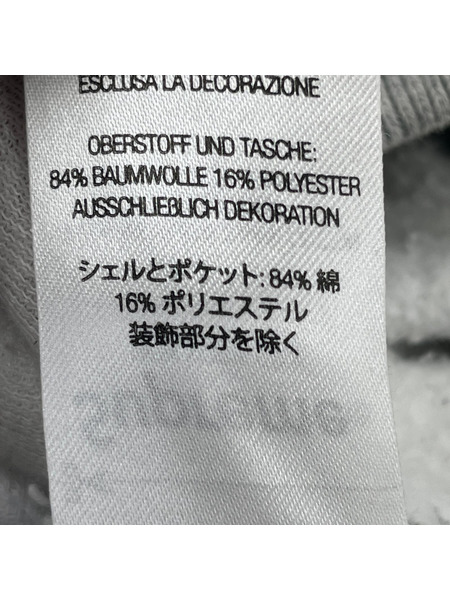 ESCLUSA LA DECORAZIONE
OBERSTOFF UND TASCHE:
84% BAUMWOLLE 16% POLYESTER
AUSSCHLIEBLICH DEKORATION
シェルとポケット: 84% 綿
16% ポリエステル
装飾部分を除く